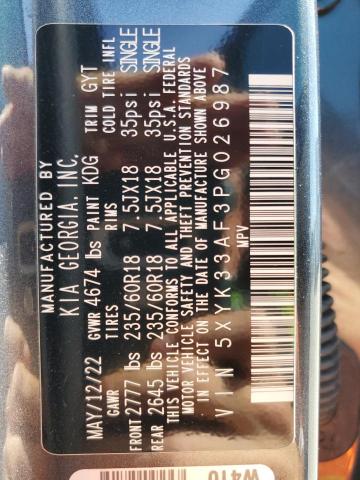 MANUFACTURED BY
KIA GEORGIA, INC.
MAY/12/22 GVWR 4674 lbs PAINT KDG TRIM GYT
GAWR TIRES RIMS COLD TIRE INFL
FRONT 2777 lbs 235/60R18 7.5JX18 35psi SINGLE
REAR 2645 lbs 235/60R18 7.5JX18 35psi SINGLE
THIS VEHICLE CONFORMS TO ALL APPLICABLE U.S.A. FEDERAL
MOTOR VEHICLE SAFETY AND THEFT PREVENTION STANDARDS
IN EFFECT ON THE DATE OF MANUFACTURE SHOWN ABOVE
VIN 5XYK33AF3PG026987
MPV
W410